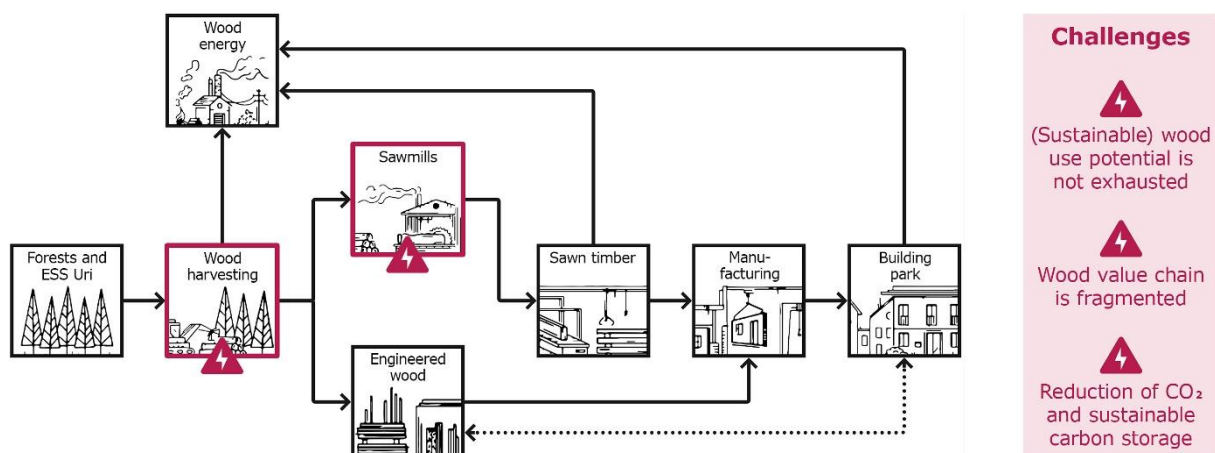 Wood
energy
Sawmills
Forests and
ESS Uri
Wood
harvesting
Sawn timber
Manu-
facturing
Building
park
Engineered
wood
Challenges
(Sustainable) wood
use potential is
not exhausted
Wood value chain
is fragmented
Reduction of CO₂
and sustainable
carbon storage